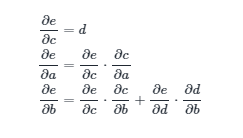 ∂e/∂c = d
∂e/∂a = ∂e/∂c · ∂c/∂a
∂e/∂b = ∂e/∂c · ∂c/∂b + ∂e/∂d · ∂d/∂b